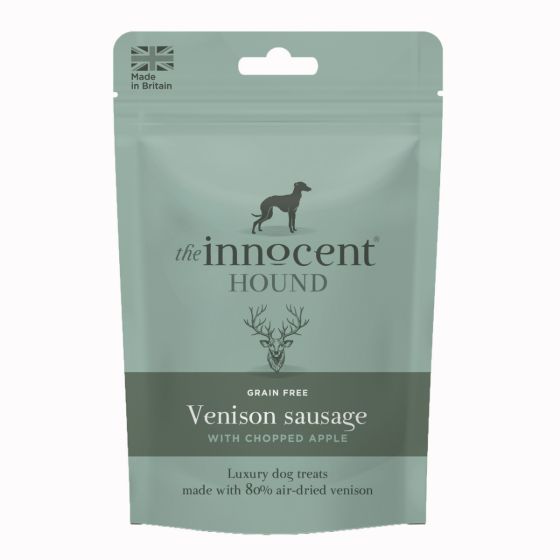 Made
in Britain
the innocent®
HOUND
GRAIN FREE
Venison sausage
WITH CHOPPED APPLE
Luxury dog treats
made with 80% air-dried venison